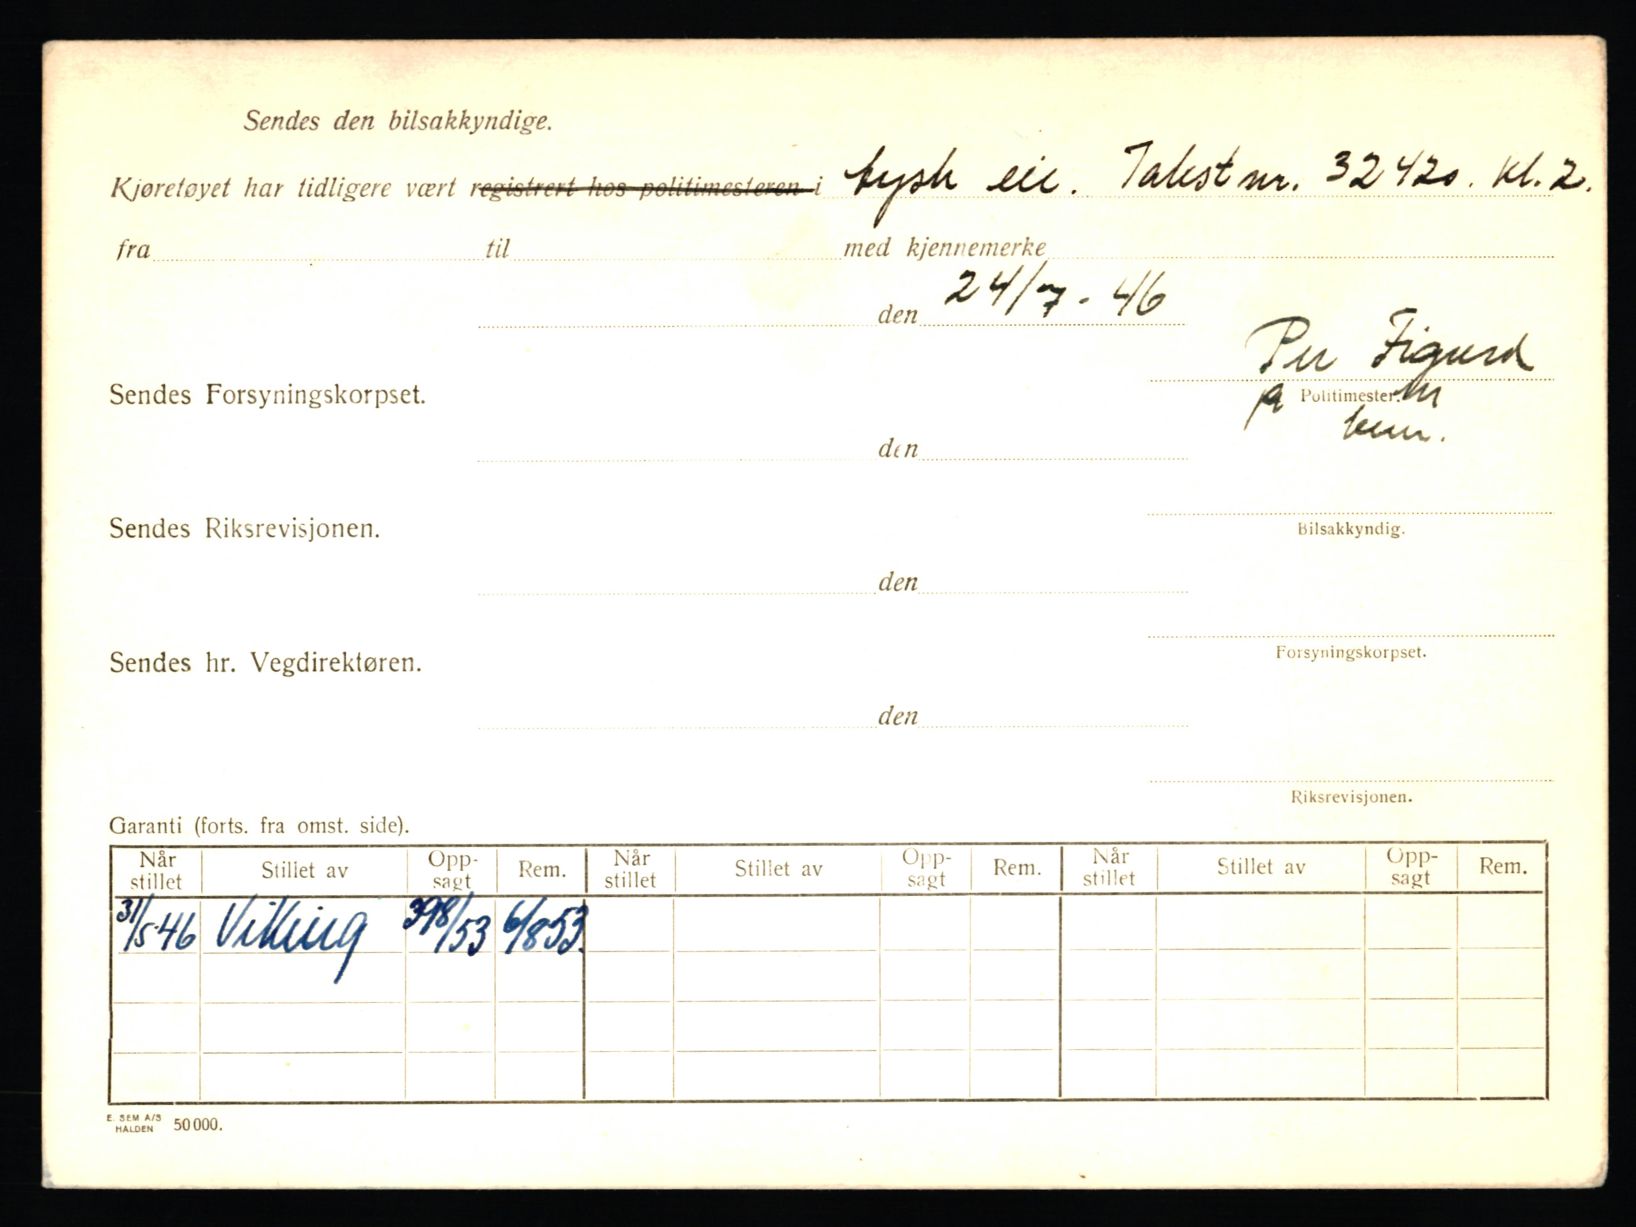 Sendes den bilsakkyndige.
Kjøretøyet har tidligere vært registrert hos politimesteren i tysk eie. Takst nr. 32420. kl. 2.
fra til med kjennemerke
den 24/7 - 46
Per Sigurd
Sendes Forsyningskorpset.
Politimester.
den
Sendes Riksrevisjonen.
Bilsakkyndig.
den
Forsyningskorpset.
Sendes hr. Vegdirektøren.
den
Riksrevisjonen.
Garanti (forts. fra omst. side).
Når stillet Stillet av Opp-sagt Rem. Når stillet Stillet av Opp-sagt Rem. Når stillet Stillet av Opp-sagt Rem.
31/5-46 Viking 398/53 6/8 53.
E. SEM A/S
HALDEN 50 000.